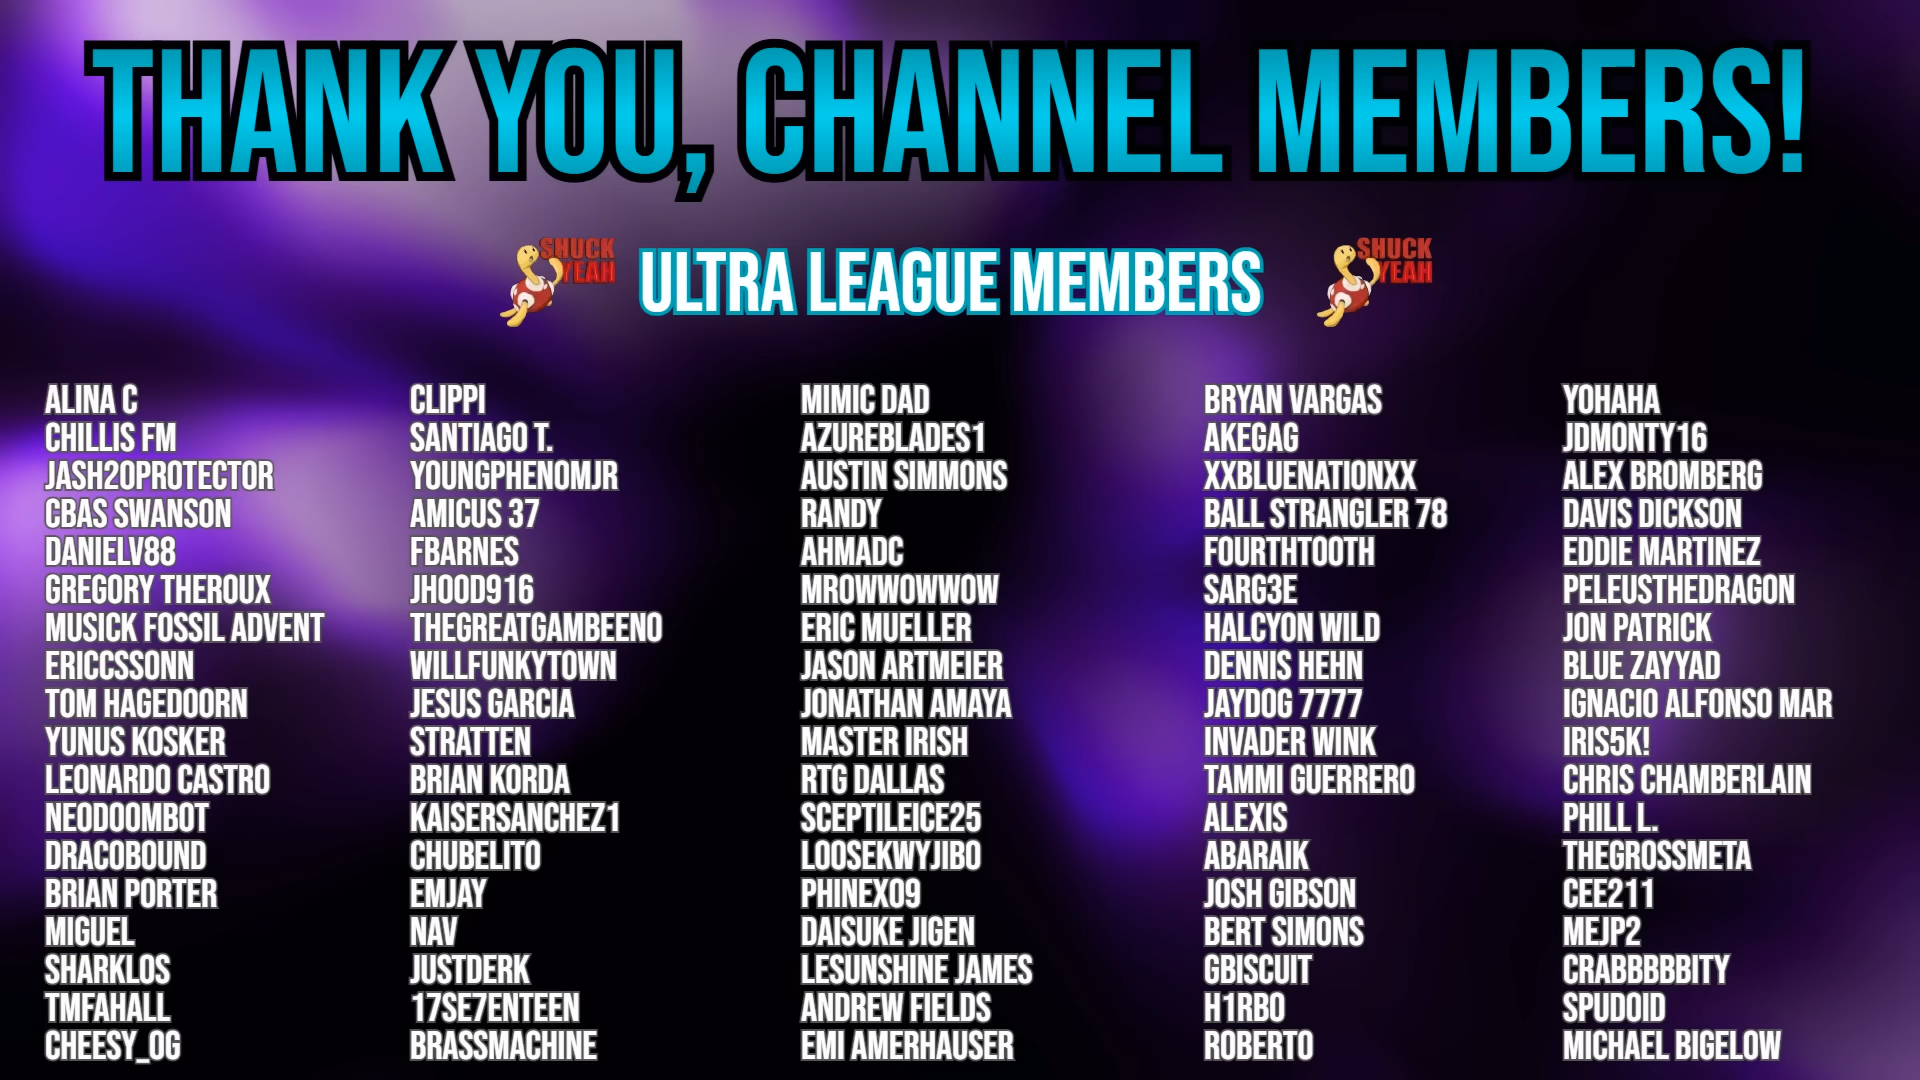 THANK YOU, CHANNEL MEMBERS!
SHUCK
YEAH
ULTRA LEAGUE MEMBERS
SHUCK
YEAH
ALINA C
CHILLIS FM
JASH20PROTECTOR
CBAS SWANSON
DANIELV88
GREGORY THEROUX
MUSICK FOSSIL ADVENT
ERICCSSONN
TOM HAGEDOORN
YUNUS KOSKER
LEONARDO CASTRO
NEODOOMBOT
DRACOBOUND
BRIAN PORTER
MIGUEL
SHARKLOS
TMFAHALL
CHEESY_OG
CLIPPI
SANTIAGO T.
YOUNGPHENOMJR
AMICUS 37
FBARNES
JHOOD916
THEGREATGAMBEENO
WILLFUNKYTOWN
JESUS GARCIA
STRATTEN
BRIAN KORDA
KAISERSANCHEZ1
CHUBELITO
EMJAY
NAV
JUSTDERK
17SE7ENTEEN
BRASSMACHINE
MIMIC DAD
AZUREBLADES1
AUSTIN SIMMONS
RANDY
AHMADC
MROWWOWWOW
ERIC MUELLER
JASON ARTMEIER
JONATHAN AMAYA
MASTER IRISH
RTG DALLAS
SCEPTILEICE25
LOOSEKWYJIBO
PHINEX09
DAISUKE JIGEN
LESUNSHINE JAMES
ANDREW FIELDS
EMI AMERHAUSER
BRYAN VARGAS
AKEGAG
XXBLUENATIONXX
BALL STRANGLER 78
FOURTHTOOTH
SARG3E
HALCYON WILD
DENNIS HEHN
JAYDOG 7777
INVADER WINK
TAMMI GUERRERO
ALEXIS
ABARAIK
JOSH GIBSON
BERT SIMONS
GBISCUIT
H1RBO
ROBERTO
YOHAHA
JDMONTY16
ALEX BROMBERG
DAVIS DICKSON
EDDIE MARTINEZ
PELEUSTHEDRAGON
JON PATRICK
BLUE ZAYYAD
IGNACIO ALFONSO MAR
IRIS5K!
CHRIS CHAMBERLAIN
PHILL L.
THEGROSSMETA
CEE211
MEJP2
CRABBBBBITY
SPUDOID
MICHAEL BIGELOW